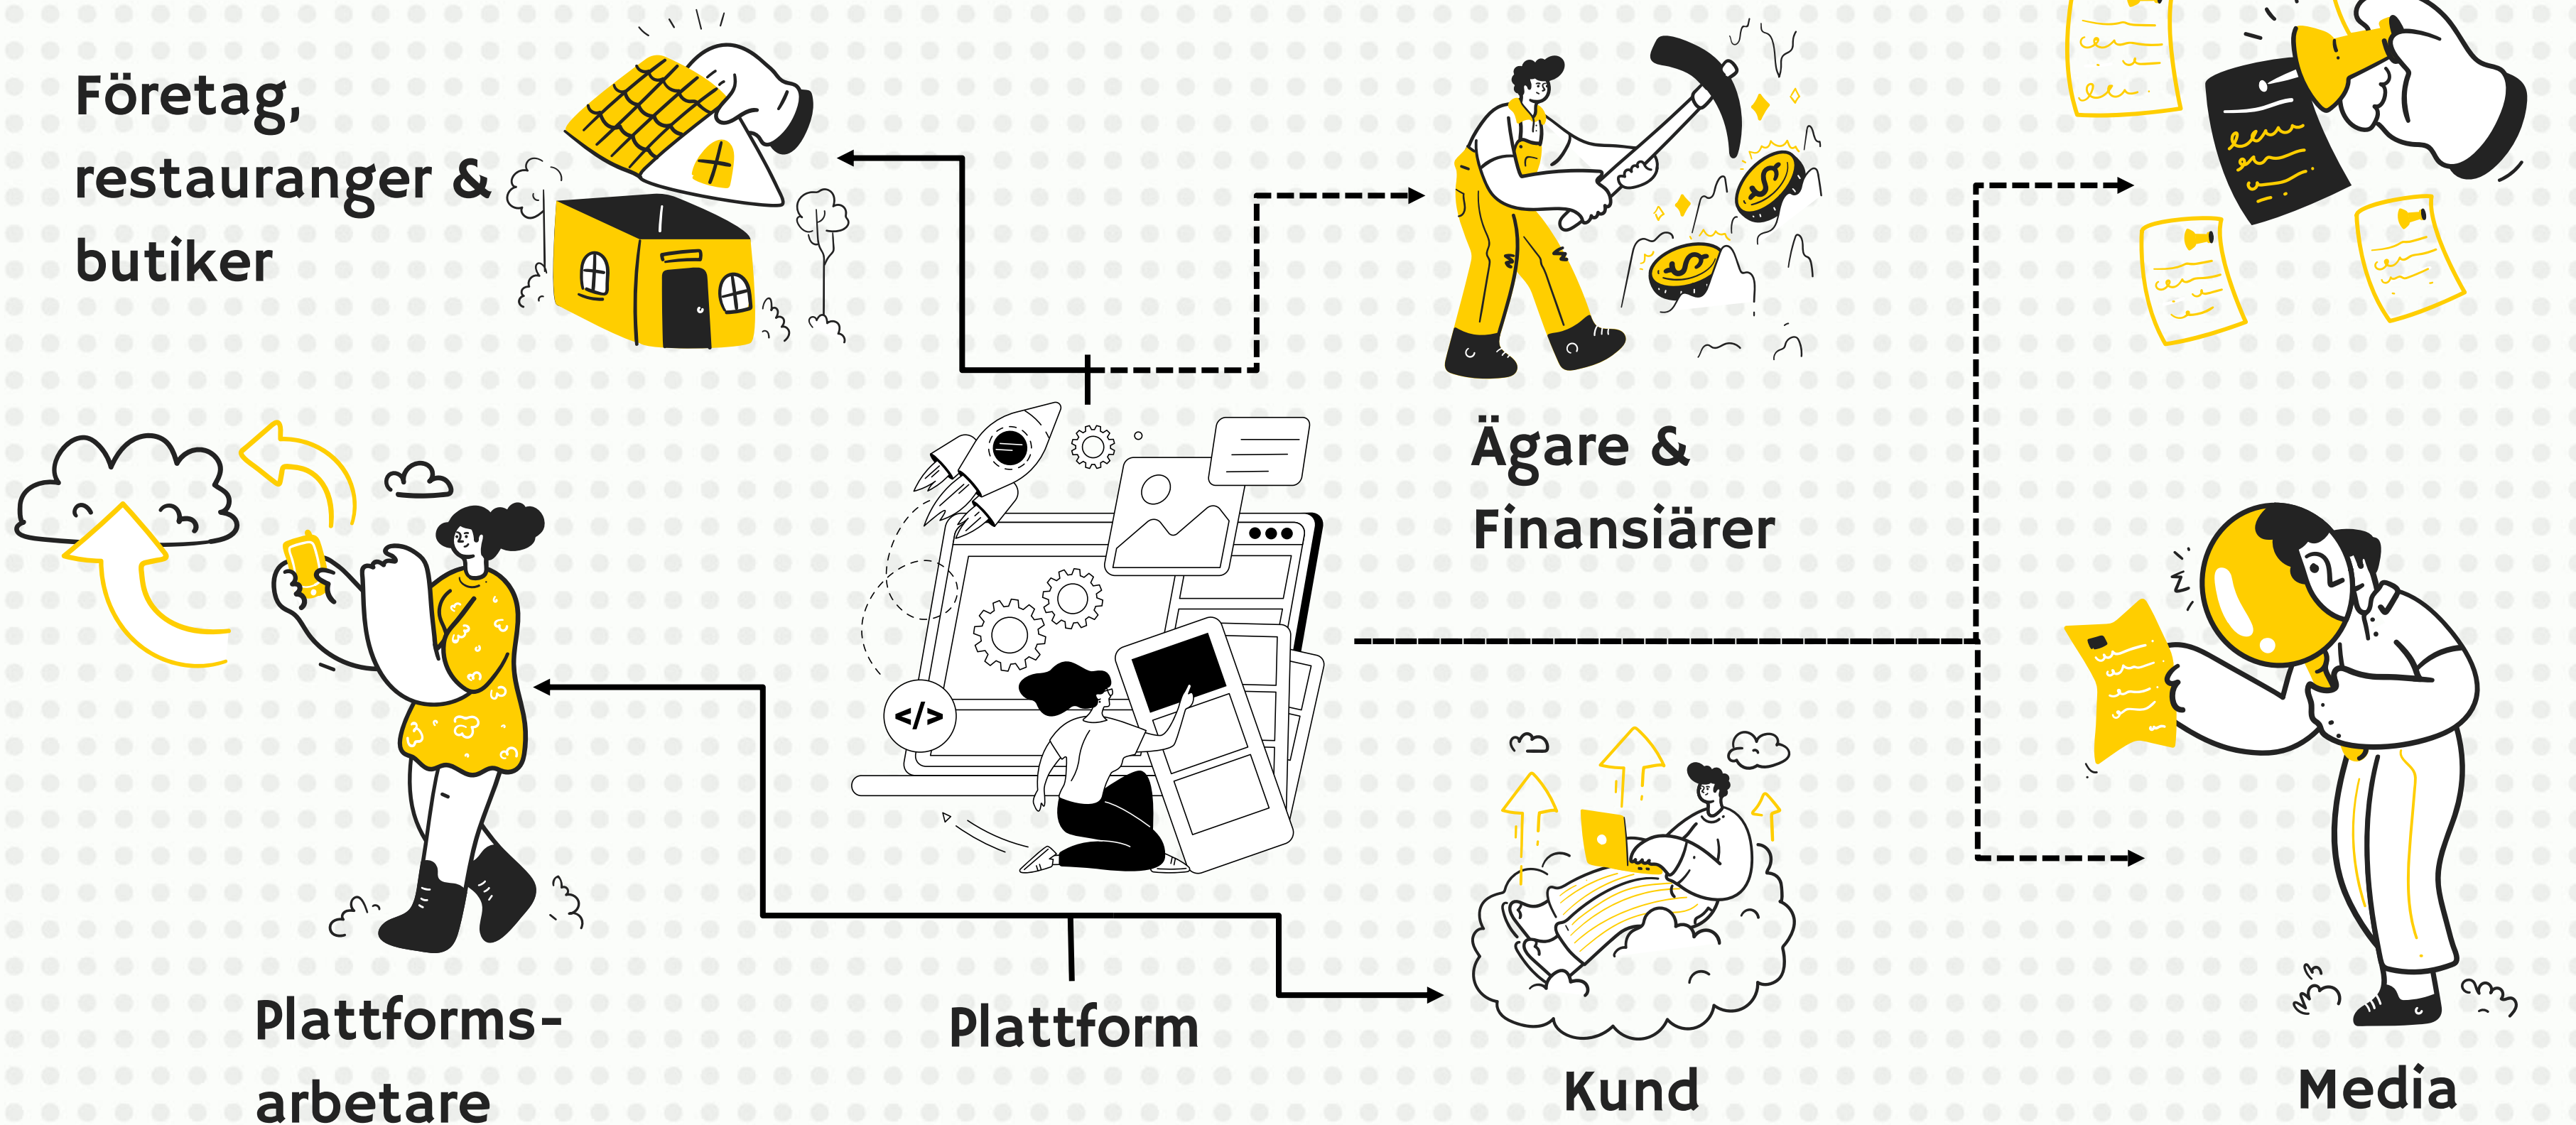 Företag,
restauranger &
butiker
Ägare &
Finansiärer
</>
Plattforms-
arbetare
Plattform
Kund
Media